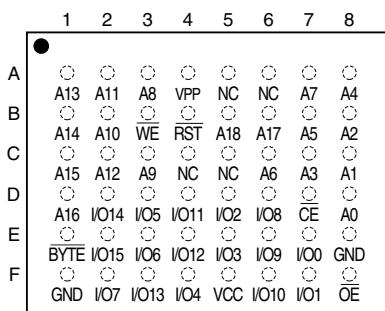 1 2 3 4 5 6 7 8
A
A13 A11 A8 VPP NC NC A7 A4
B
A14 A10 WE RST A18 A17 A5 A2
C
A15 A12 A9 NC NC A6 A3 A1
D
A16 I/O14 I/O5 I/O11 I/O2 I/O8 CE A0
E
BYTE I/O15 I/O6 I/O12 I/O3 I/O9 I/O0 GND
F
GND I/O7 I/O13 I/O4 VCC I/O10 I/O1 OE